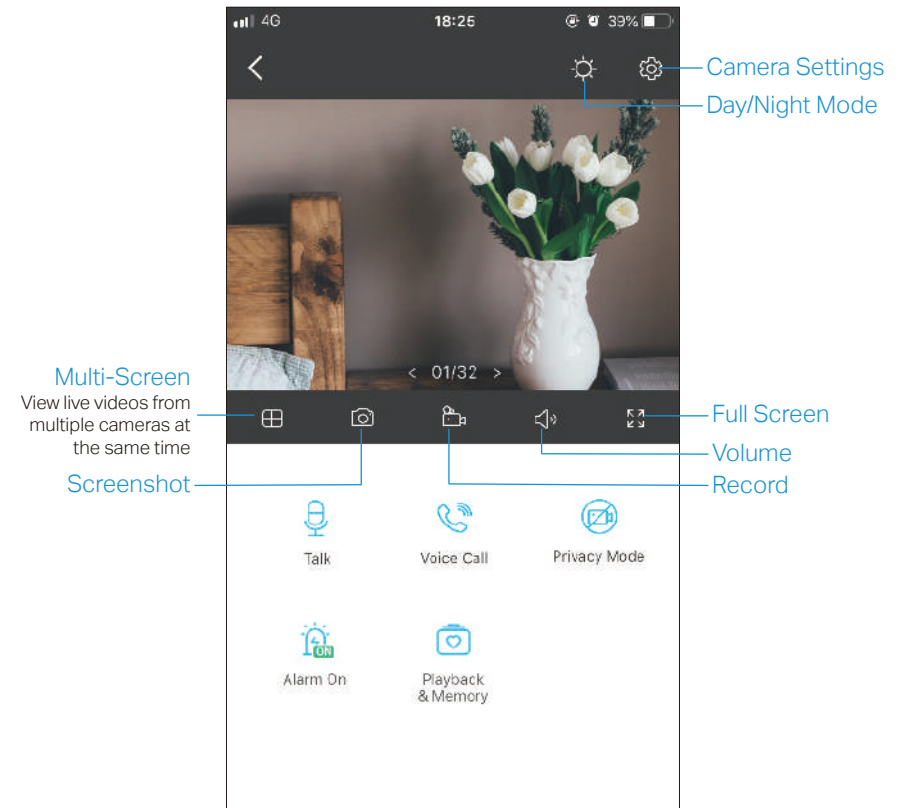 4G 18:25 39%
Camera Settings
Day/Night Mode
< 01/32 >
Multi-Screen
View live videos from
multiple cameras at
the same time
Full Screen
Volume
Screenshot
Record
Talk Voice Call Privacy Mode
ON
Alarm On Playback
& Memory